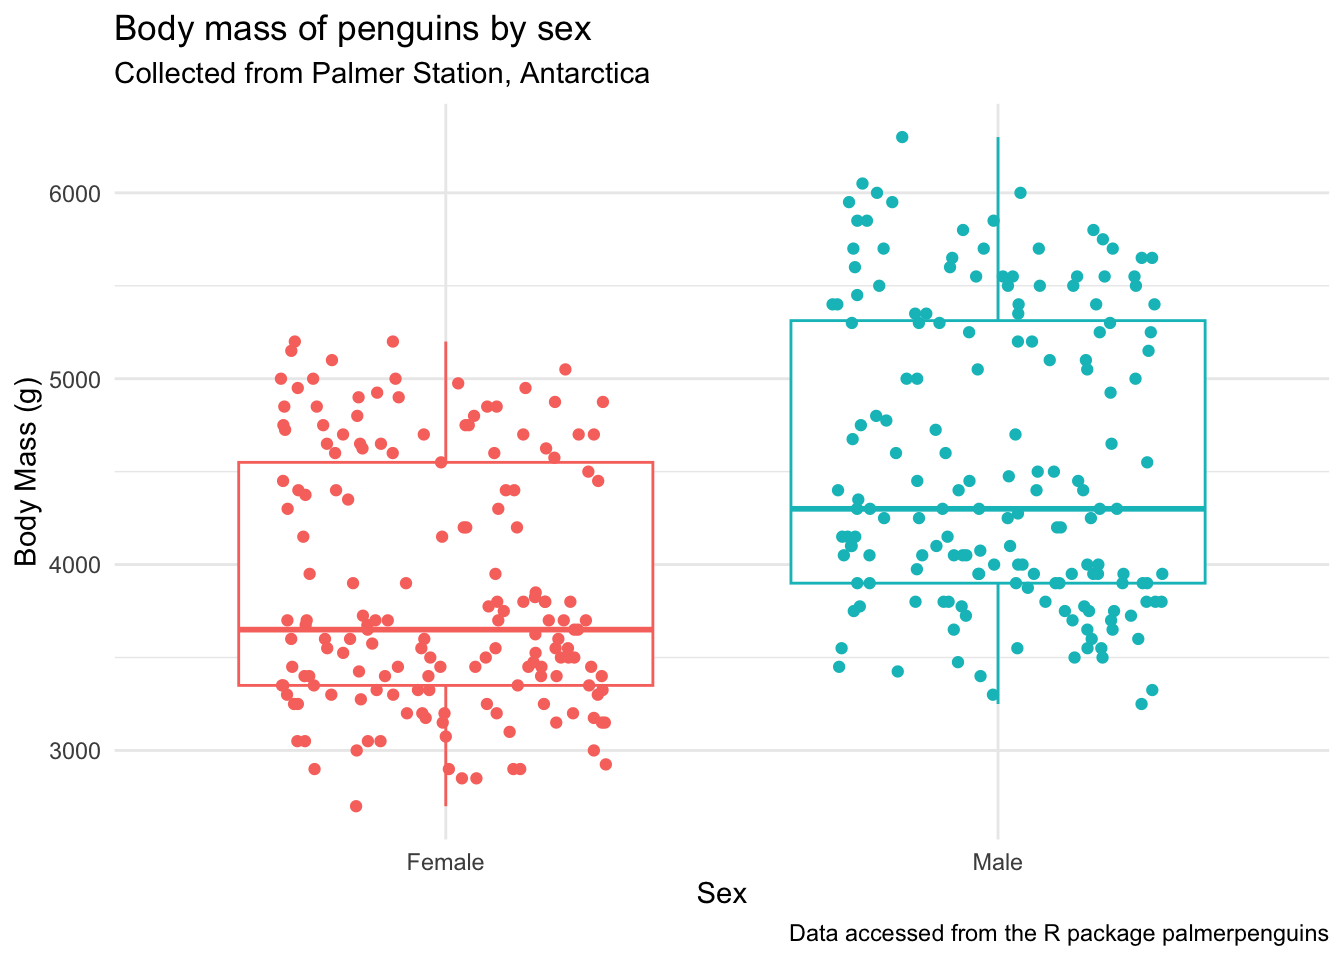 Body mass of penguins by sex
Collected from Palmer Station, Antarctica
Body Mass (g)
6000
5000
4000
3000
Female
Male
Sex
Data accessed from the R package palmerpenguins